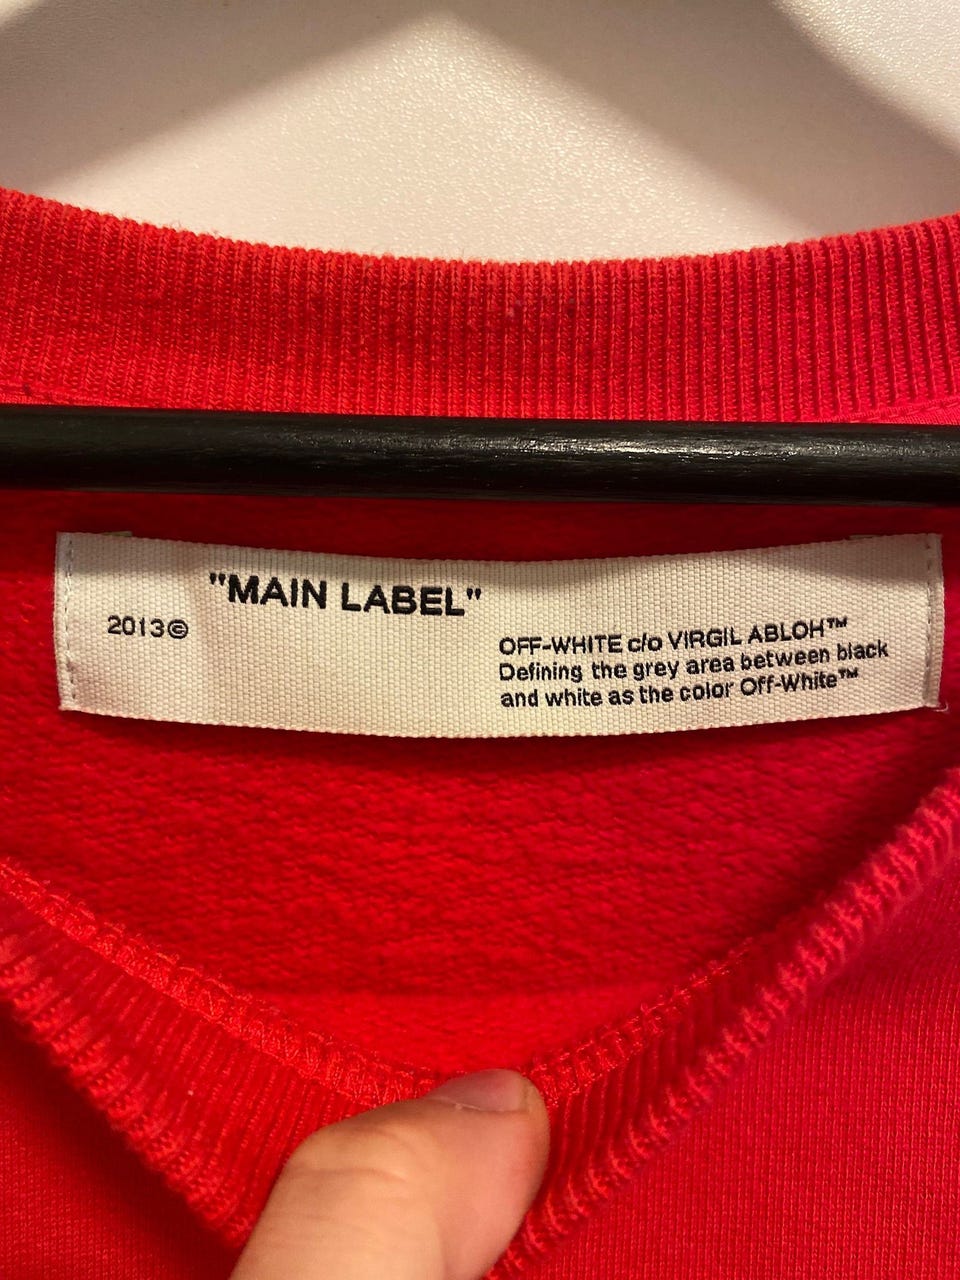 "MAIN LABEL"
2013©
OFF-WHITE c/o VIRGIL ABLOH™
Defining the grey area between black
and white as the color Off-White™